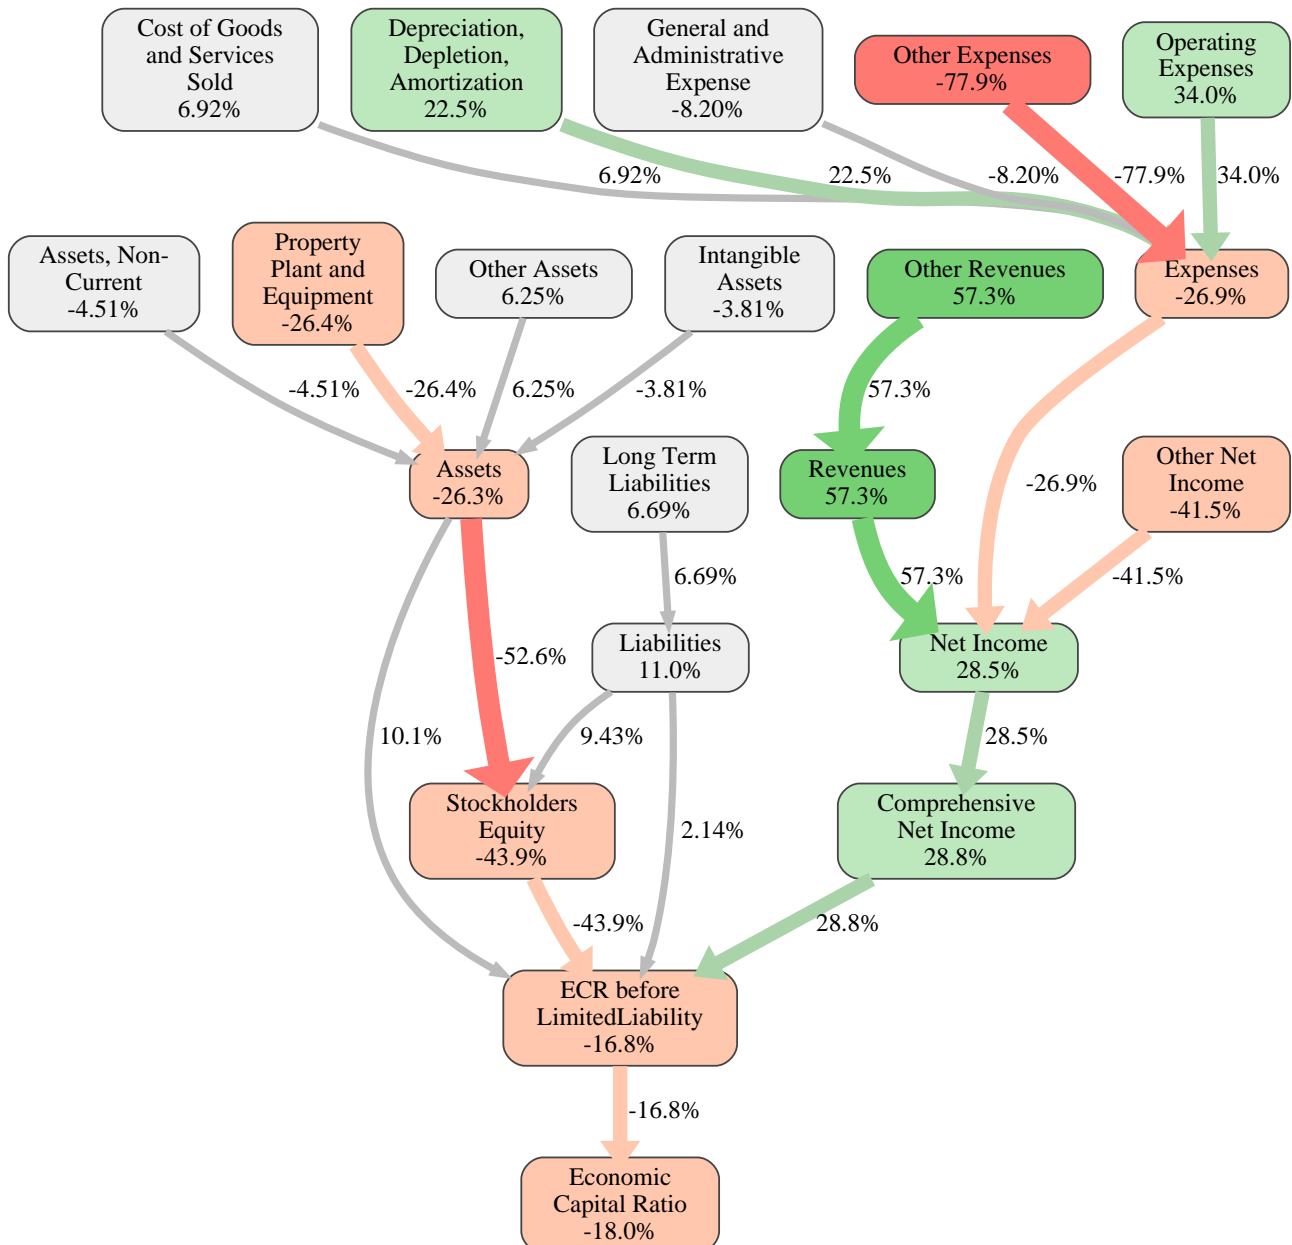 Cost of Goods
and Services
Sold
6.92%
Depreciation,
Depletion,
Amortization
22.5%
General and
Administrative
Expense
-8.20%
Other Expenses
-77.9%
Operating
Expenses
34.0%
6.92%
22.5%
-8.20%
-77.9%
34.0%
Assets, Non-
Current
-4.51%
Property
Plant and
Equipment
-26.4%
Other Assets
6.25%
Intangible
Assets
-3.81%
Other Revenues
57.3%
Expenses
-26.9%
-4.51%
-26.4%
6.25%
-3.81%
57.3%
Assets
-26.3%
Long Term
Liabilities
6.69%
Revenues
57.3%
-26.9%
Other Net
Income
-41.5%
6.69%
57.3%
-41.5%
-52.6%
Liabilities
11.0%
Net Income
28.5%
10.1%
9.43%
28.5%
Stockholders
Equity
-43.9%
2.14%
Comprehensive
Net Income
28.8%
-43.9%
28.8%
ECR before
LimitedLiability
-16.8%
-16.8%
Economic
Capital Ratio
-18.0%